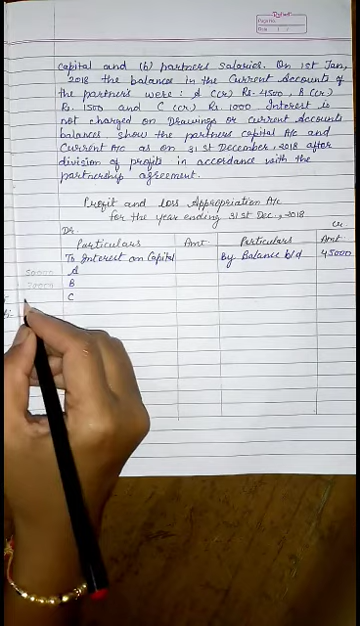 capital and (b) partners salaries. On 1st Jan,
2018 the balances in the Current Accounts of
the partners were : A (cr) Rs. 4500, B (cr)
Rs. 1500 and C (cr) Rs. 1000 Interest is
not charged on Drawings or current Accounts
balances show the partners capital A/c and
Current A/c as on 31st December, 2018 after
division of profits in accordance with the
partnership agreement.
Profit and loss Appropriation A/c
for the year ending 31st Dec., 2018
Dr. Cr.
Particulars Amt Particulars Amt.
To Interest on Capital By Balance b/d 45000
50000 A
B
C